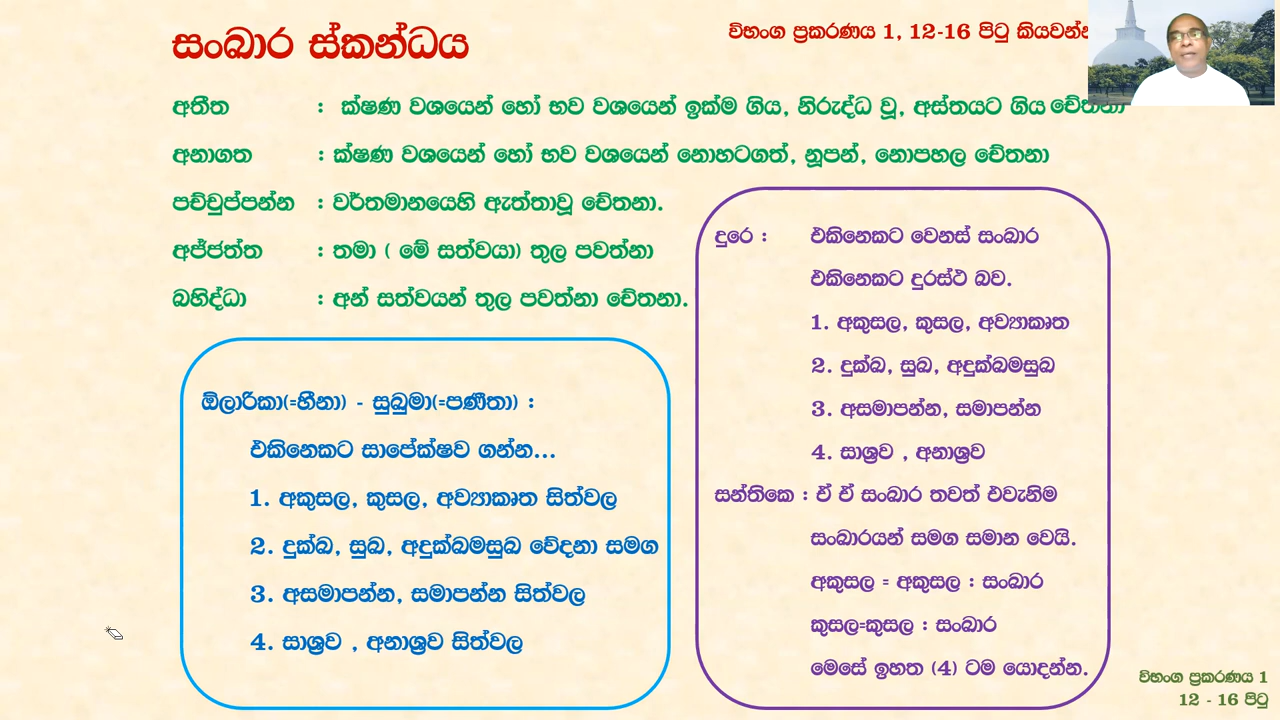 සංඛාර ස්කන්ධය
විභංග ප්‍රකරණය 1, 12-16 පිටු කියවන්න
අතීත : ක්ෂණ වශයෙන් හෝ භව වශයෙන් ඉක්ම ගිය, නිරුද්ධ වූ, අස්තයට ගිය චේතනා
අනාගත : ක්ෂණ වශයෙන් හෝ භව වශයෙන් නොහටගත්, නූපන්, නොපහල චේතනා
පච්චුප්පන්න : වර්තමානයෙහි ඇත්තාවූ චේතනා.
අජ්ජත්ත : තමා ( මේ සත්වයා) තුල පවත්නා
බහිද්ධා : අන් සත්වයන් තුල පවත්නා චේතනා.
ඕලාරිකා(=හීනා) - සුඛුමා(=පණීතා) :
එකිනෙකට සාපේක්ෂව ගන්න...
1. අකුසල, කුසල, අව්‍යාකෘත සිත්වල
2. දුක්ඛ, සුඛ, අදුක්ඛමසුඛ වේදනා සමග
3. අසමාපන්න, සමාපන්න සිත්වල
4. සාශ්‍රව , අනාශ්‍රව සිත්වල
දුරෙ : එකිනෙකට වෙනස් සංඛාර
එකිනෙකට දුරස්ථ බව.
1. අකුසල, කුසල, අව්‍යාකෘත
2. දුක්ඛ, සුඛ, අදුක්ඛමසුඛ
3. අසමාපන්න, සමාපන්න
4. සාශ්‍රව , අනාශ්‍රව
සන්තිකෙ : ඒ ඒ සංඛාර තවත් එවැනිම
සංඛාරයන් සමග සමාන වෙයි.
අකුසල = අකුසල : සංඛාර
කුසල=කුසල : සංඛාර
මෙසේ ඉහත (4) ටම යොදන්න.
විභංග ප්‍රකරණය 1
12 - 16 පිටු